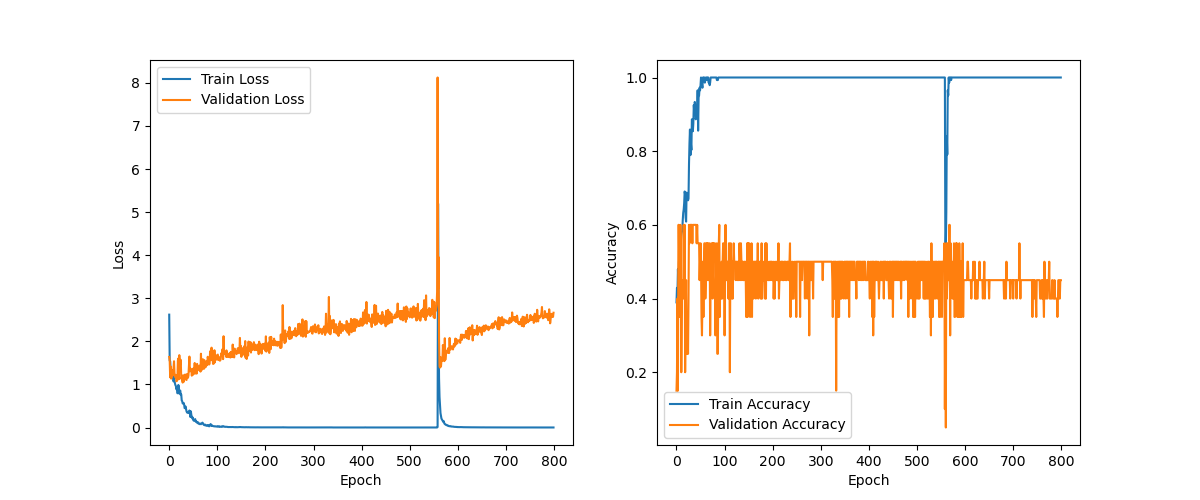 Train Loss
Validation Loss
8
7
6
5
4
3
2
1
0
Loss
0 100 200 300 400 500 600 700 800
Epoch
1.0
0.8
0.6
0.4
0.2
Accuracy
Train Accuracy
Validation Accuracy
0 100 200 300 400 500 600 700 800
Epoch